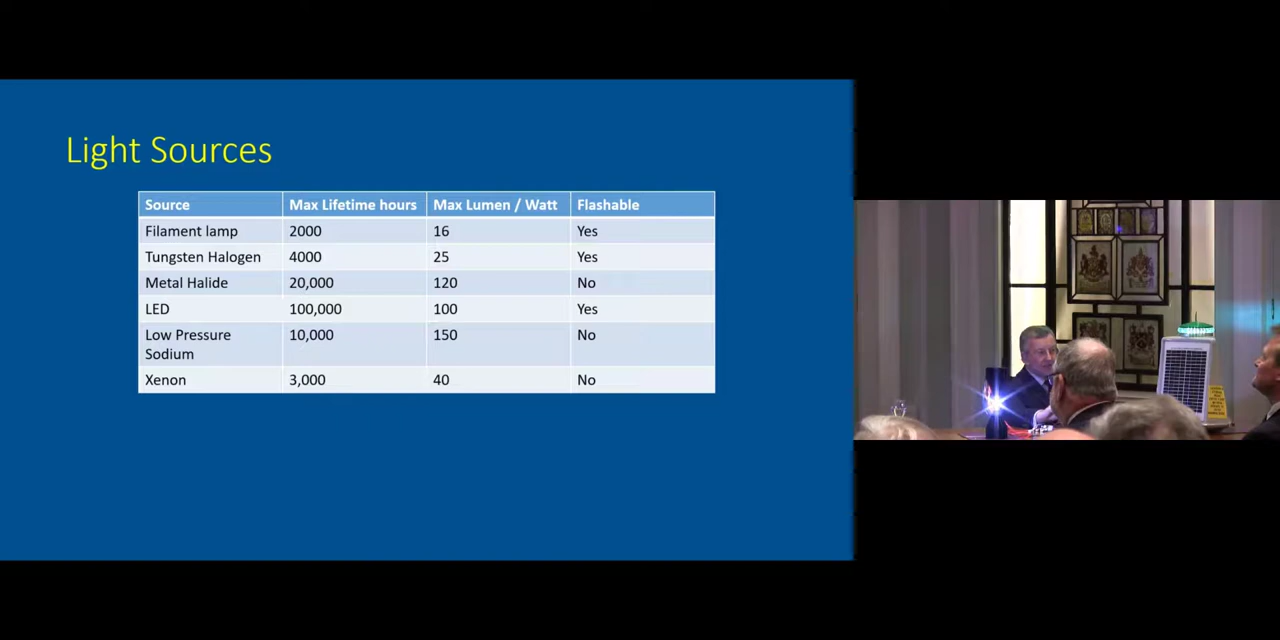 Light Sources
Source Max Lifetime hours Max Lumen / Watt Flashable
Filament lamp 2000 16 Yes
Tungsten Halogen 4000 25 Yes
Metal Halide 20,000 120 No
LED 100,000 100 Yes
Low Pressure Sodium 10,000 150 No
Xenon 3,000 40 No